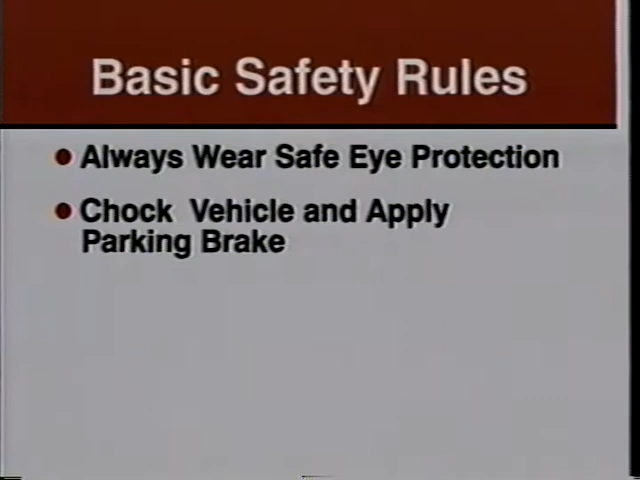 Basic Safety Rules
Always Wear Safe Eye Protection
Chock Vehicle and Apply
Parking Brake